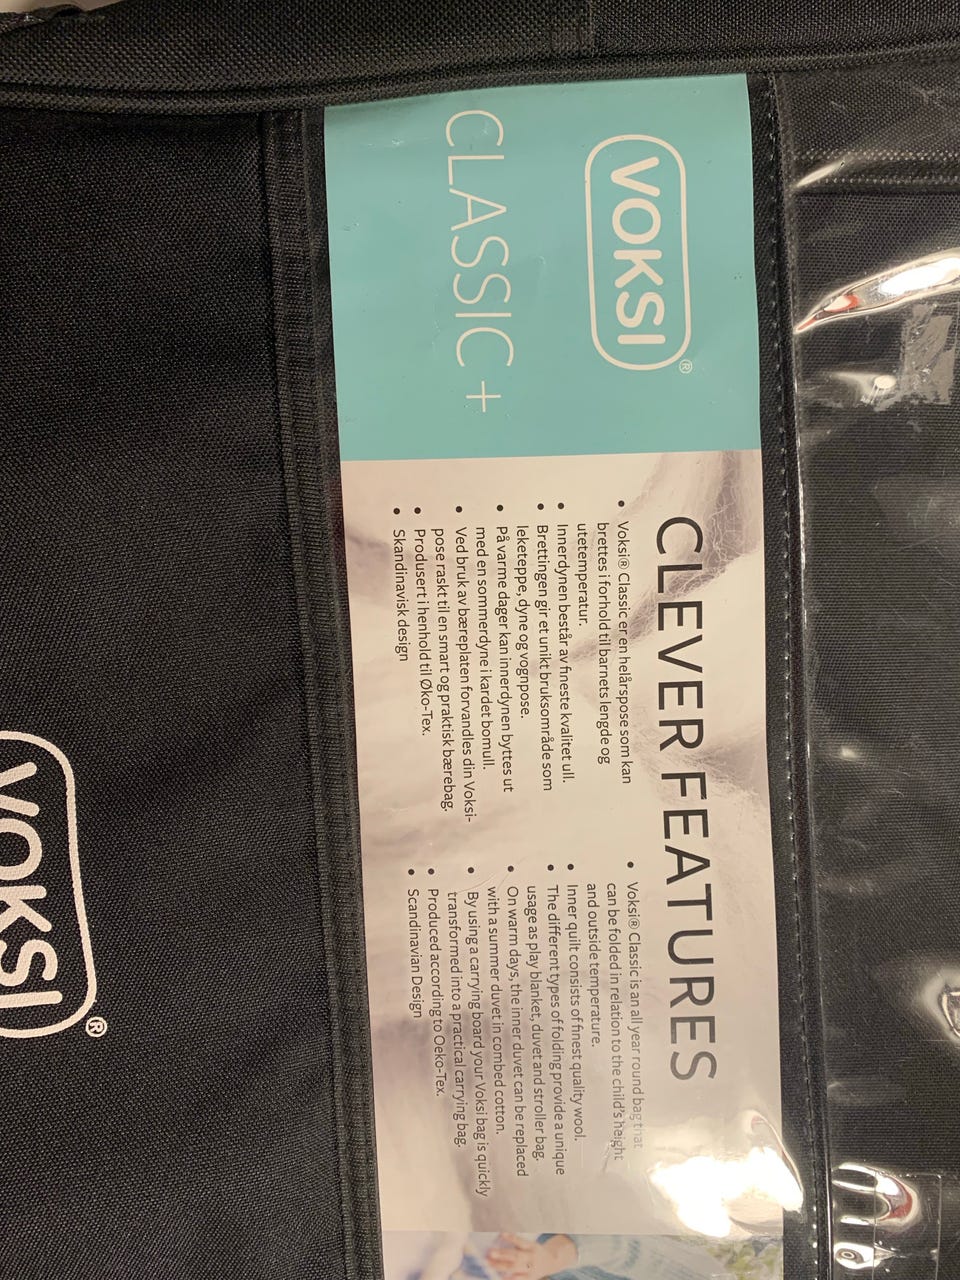 VOKSI®
CLASSIC +
CLEVER FEATURES
• Voksi® Classic er en helårspose som kan
brettes i forhold til barnets lengde og
utetemperatur.
• Innerdynen består av fineste kvalitet ull.
• Brettingen gir et unikt bruksområde som
leketeppe, dyne og vognpose.
• På varme dager kan innerdynen byttes ut
med en sommerdyne i kardet bomull.
• Ved bruk av bæreplaten forvandles din Voksi-
pose raskt til en smart og praktisk bærebag.
• Produsert i henhold til Øko-Tex.
• Skandinavisk design
• Voksi® Classic is an all year round bag that
can be folded in relation to the child's height
and outside temperature.
• Inner quilt consists of finest quality wool.
• The different types of folding provide a unique
usage as play blanket, duvet and stroller bag.
• On warm days, the inner duvet can be replaced
with a summer duvet in combed cotton.
• By using a carrying board your Voksi bag is quickly
transformed into a practical carrying bag.
• Produced according to Oeko-Tex.
• Scandinavian Design
VOKSI®